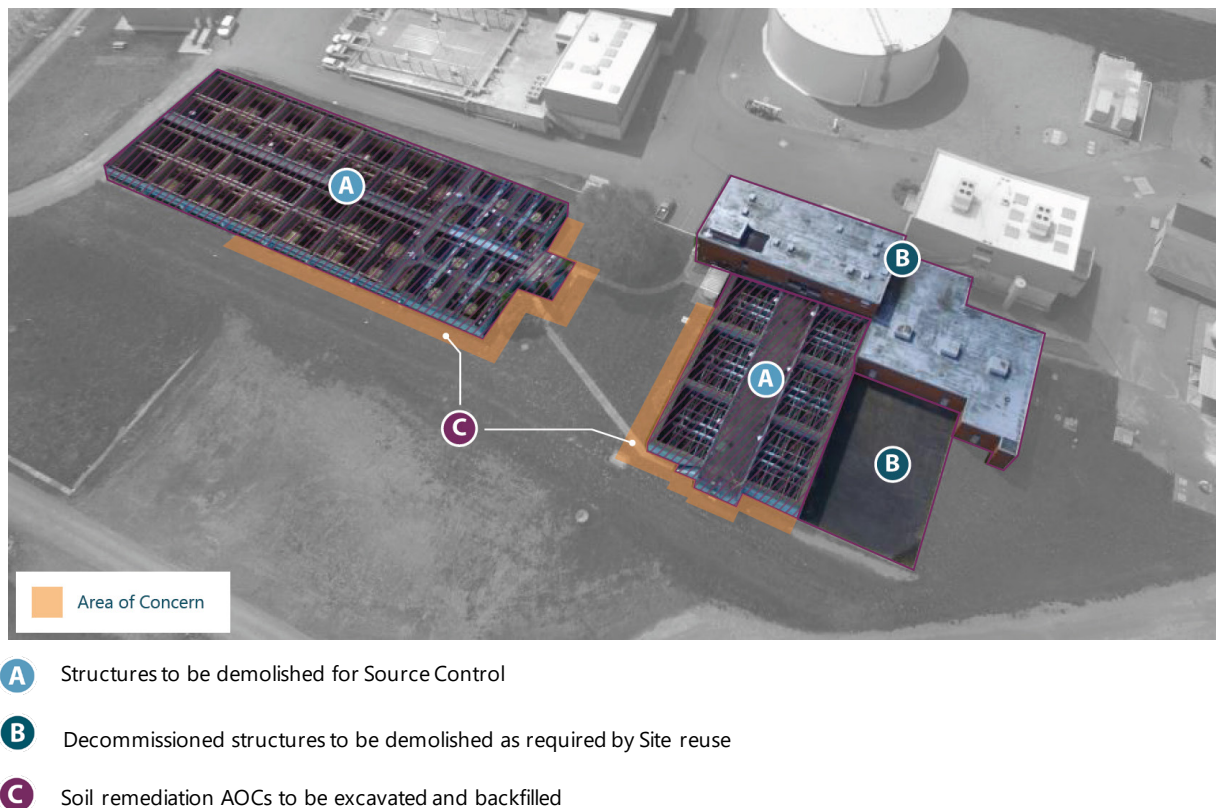 A
B
A
B
C
Area of Concern
A Structures to be demolished for Source Control
B Decommissioned structures to be demolished as required by Site reuse
C Soil remediation AOCs to be excavated and backfilled